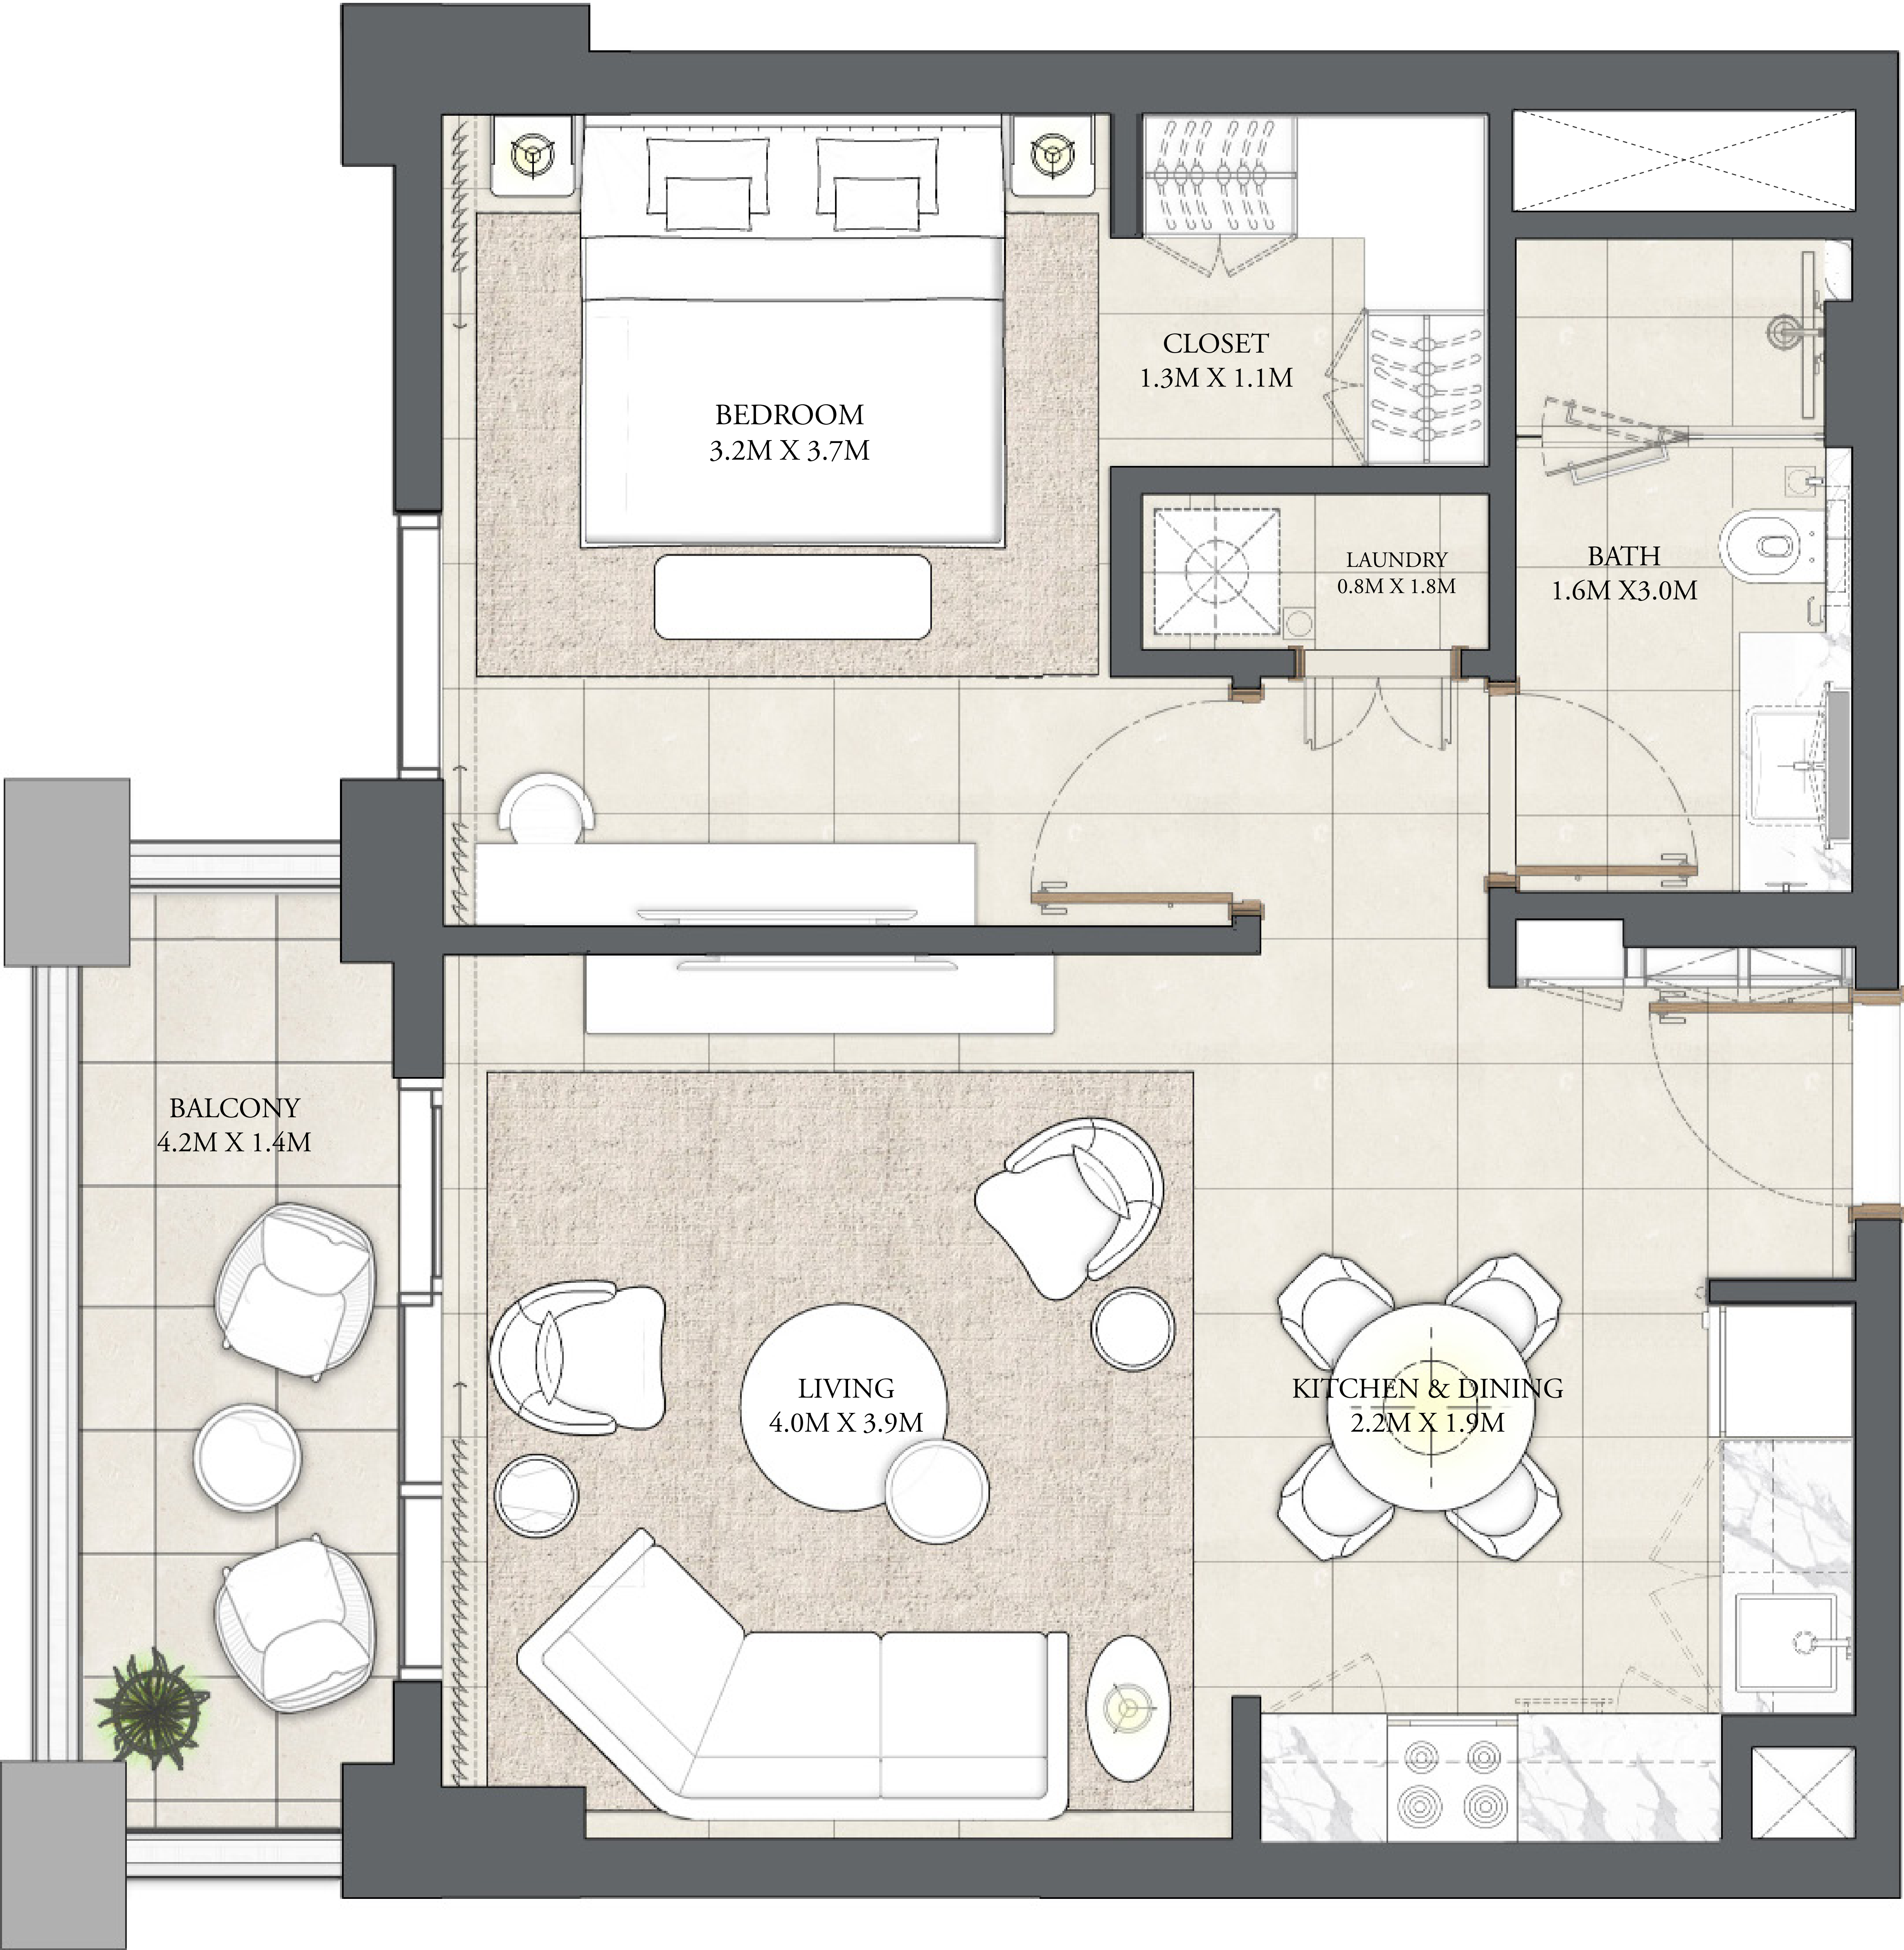 CLOSET
1.3M X 1.1M
BEDROOM
3.2M X 3.7M
LAUNDRY
0.8M X 1.8M
BATH
1.6M X3.0M
BALCONY
4.2M X 1.4M
LIVING
4.0M X 3.9M
KITCHEN & DINING
2.2M X 1.9M